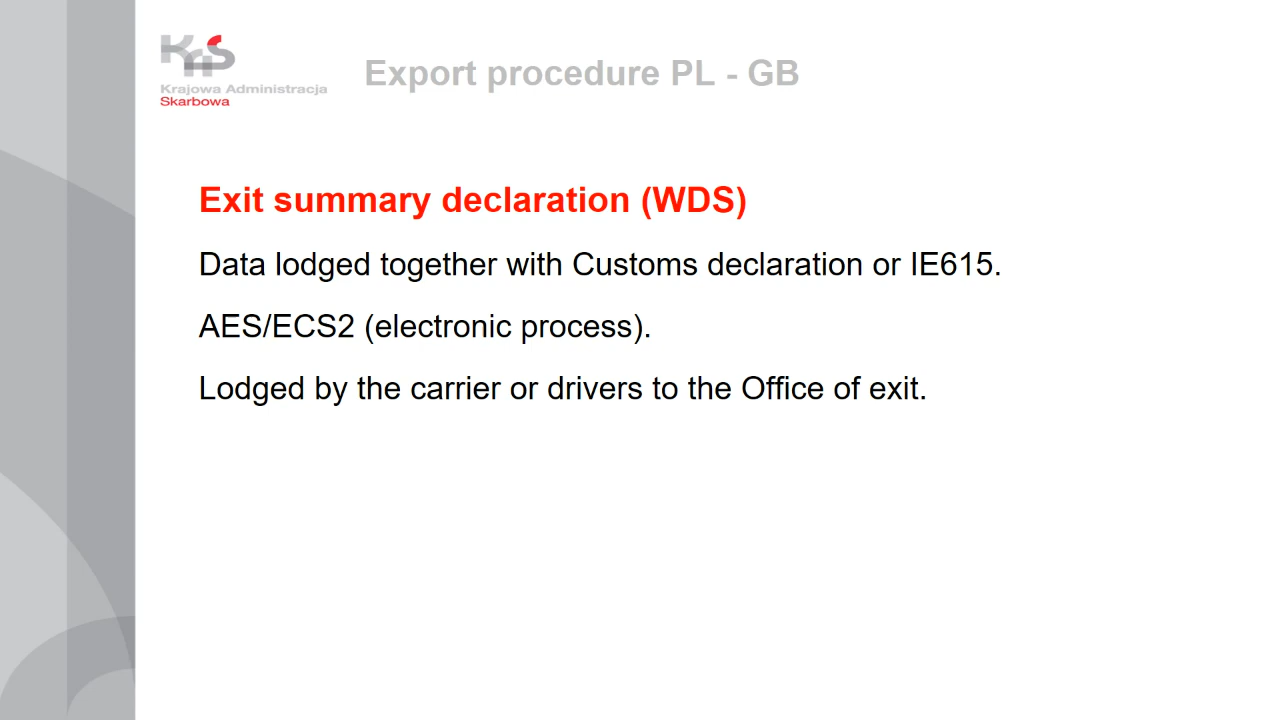 KAS
Krajowa Administracja
Skarbowa
Export procedure PL - GB
Exit summary declaration (WDS)
Data lodged together with Customs declaration or IE615.
AES/ECS2 (electronic process).
Lodged by the carrier or drivers to the Office of exit.